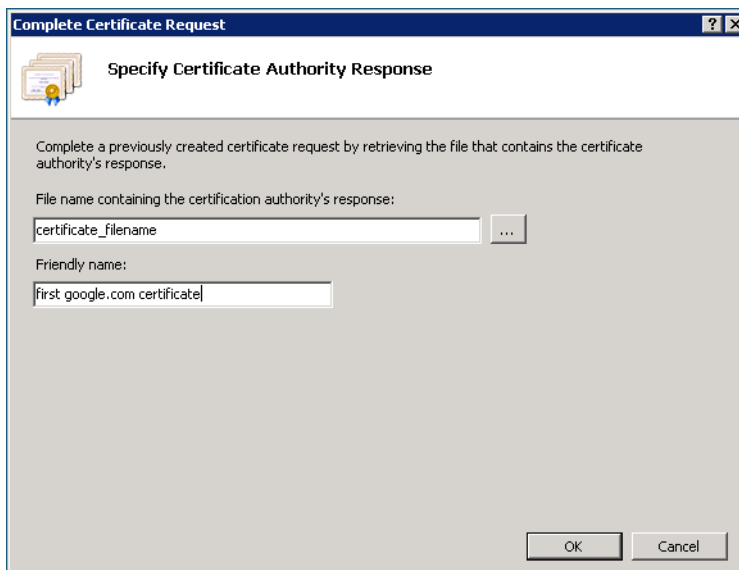 Complete Certificate Request
Specify Certificate Authority Response
Complete a previously created certificate request by retrieving the file that contains the certificate
authority's response.
File name containing the certification authority's response:
certificate_filename
...
Friendly name:
first google.com certificate
OK
Cancel